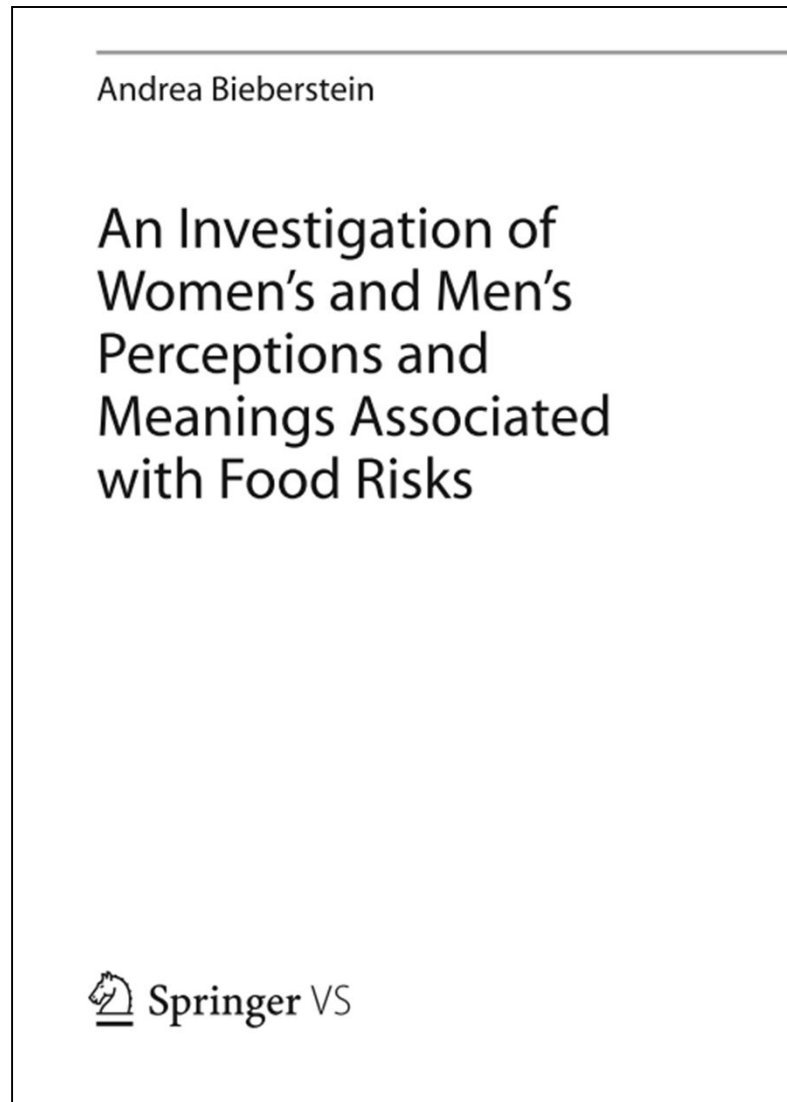 Andrea Bieberstein
An Investigation of
Women’s and Men’s
Perceptions and
Meanings Associated
with Food Risks
Springer VS